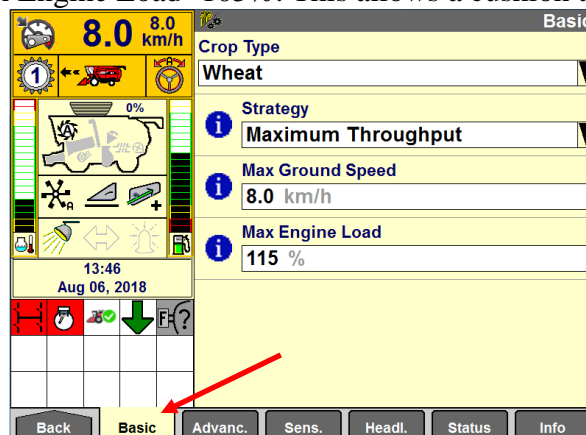 Engine Load
Basic
8.0 8.0 km/h
Crop Type
Wheat
1
0%
A
Strategy
Maximum Throughput
Max Ground Speed
8.0 km/h
A
Max Engine Load
115 %
13:46
Aug 06, 2018
F ?
Back Basic Advanc. Sens. Headl. Status Info